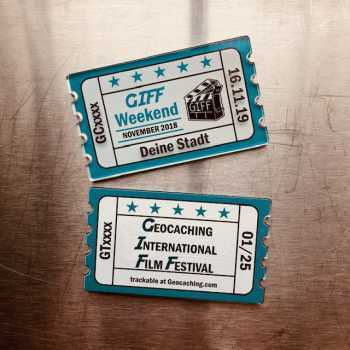 GCXXXX
GIFF
Weekend
NOVEMBER 2018
Deine Stadt
GIFF
16.11.19
GTXXXX
GEOCACHING
INTERNATIONAL
FILM FESTIVAL
trackable at Geocaching.com
01/25